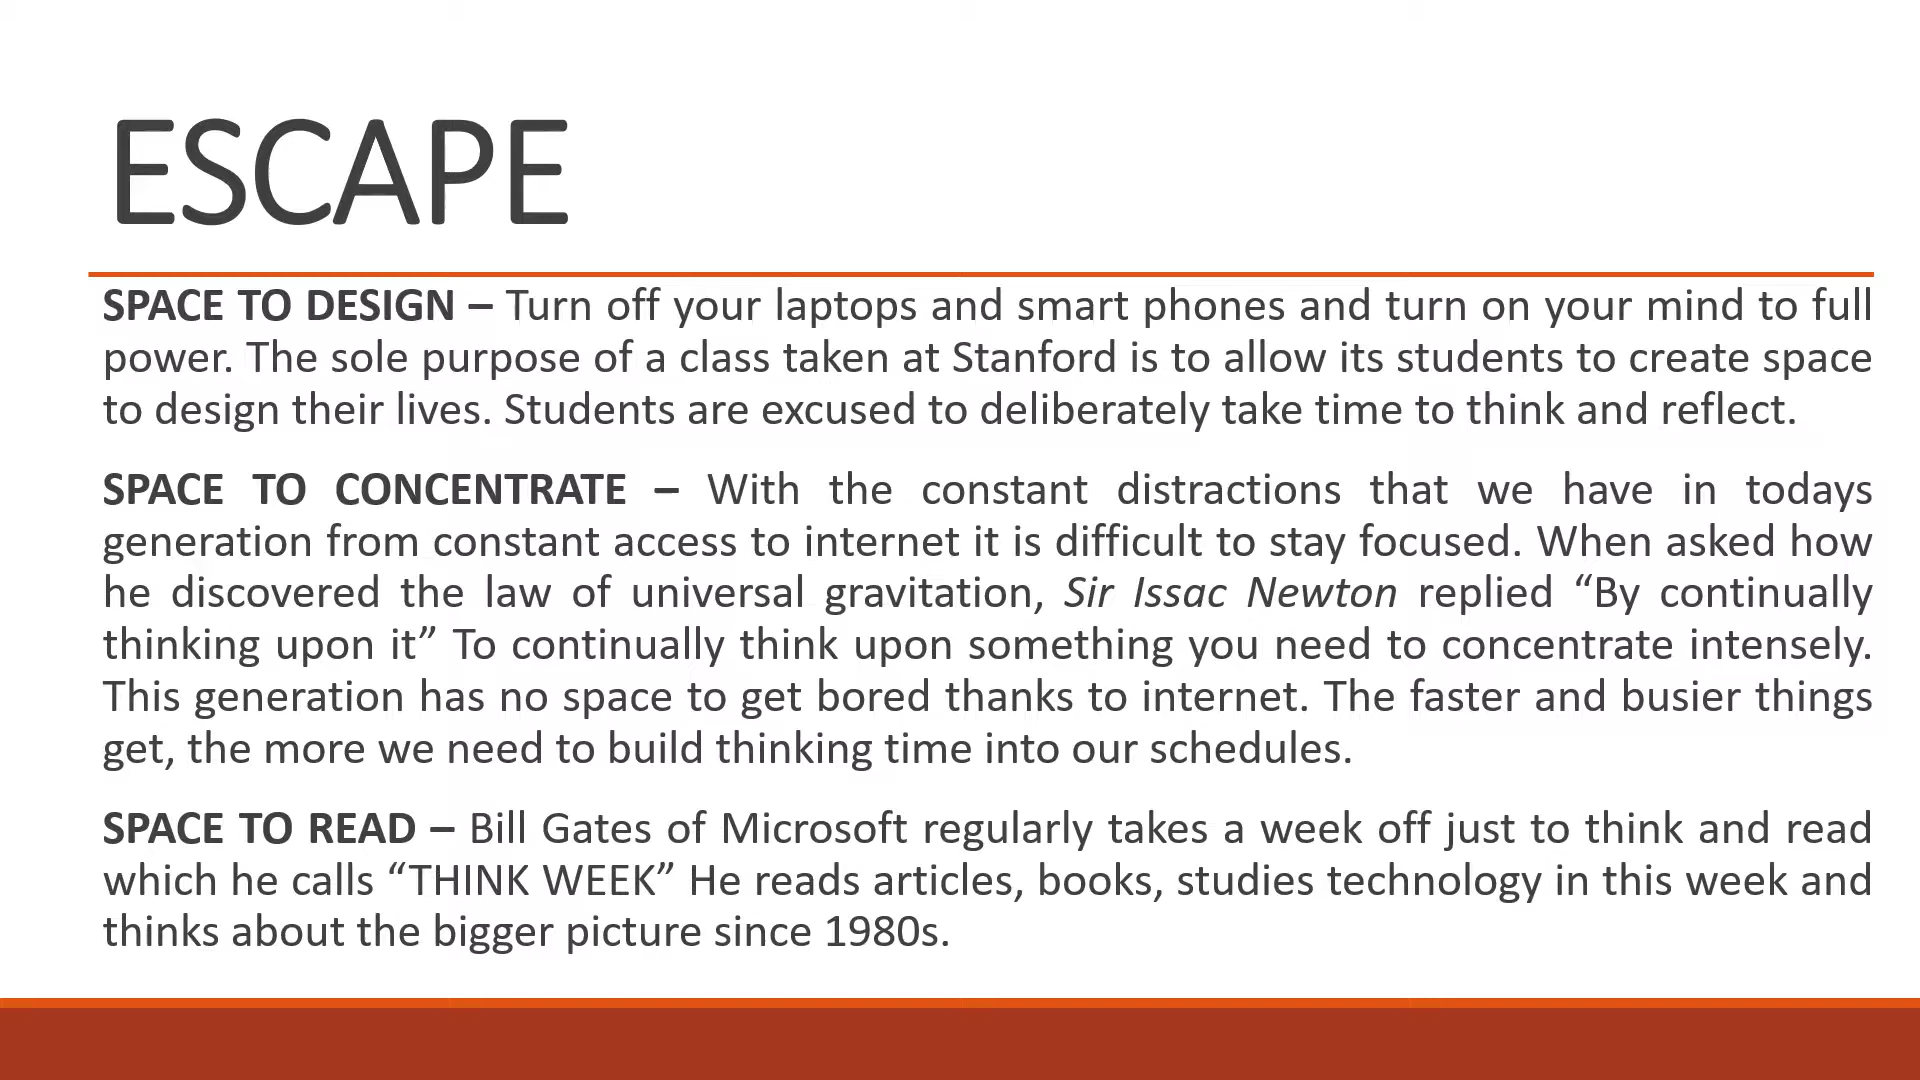 ESCAPE
SPACE TO DESIGN – Turn off your laptops and smart phones and turn on your mind to full
power. The sole purpose of a class taken at Stanford is to allow its students to create space
to design their lives. Students are excused to deliberately take time to think and reflect.
SPACE TO CONCENTRATE – With the constant distractions that we have in todays
generation from constant access to internet it is difficult to stay focused. When asked how
he discovered the law of universal gravitation, Sir Issac Newton replied “By continually
thinking upon it” To continually think upon something you need to concentrate intensely.
This generation has no space to get bored thanks to internet. The faster and busier things
get, the more we need to build thinking time into our schedules.
SPACE TO READ – Bill Gates of Microsoft regularly takes a week off just to think and read
which he calls “THINK WEEK” He reads articles, books, studies technology in this week and
thinks about the bigger picture since 1980s.